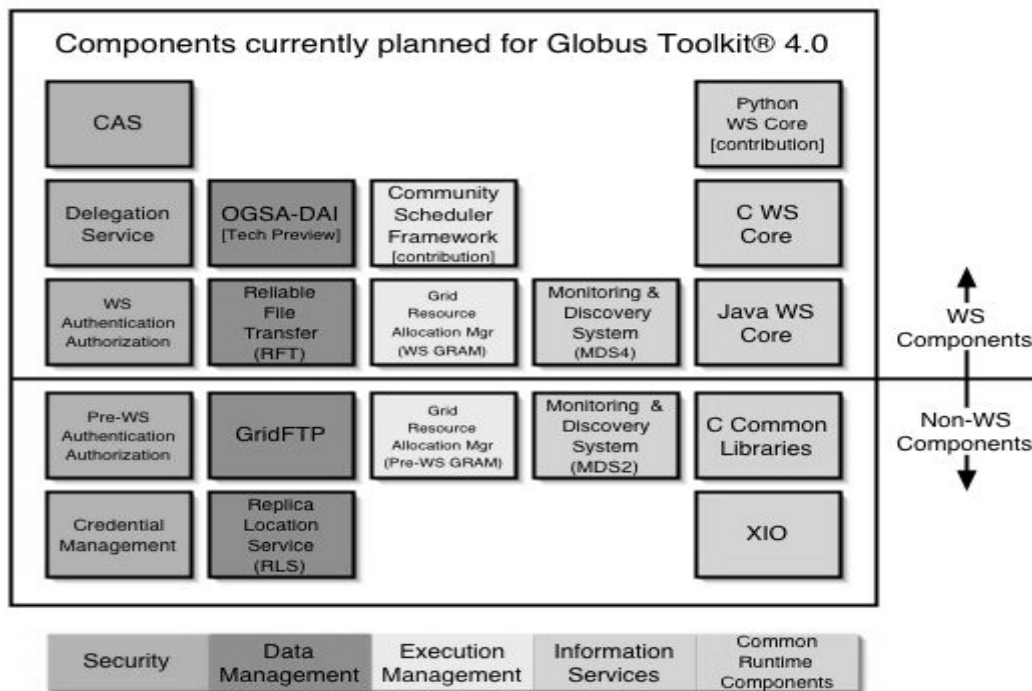 Components currently planned for Globus Toolkit® 4.0
CAS
Python
WS Core
[contribution]
Delegation
Service
OGSA-DAI
[Tech Preview]
Community
Scheduler
Framework
[contribution]
C WS
Core
WS
Authentication
Authorization
Reliable
File
Transfer
(RFT)
Grid
Resource
Allocation Mgr
(WS GRAM)
Monitoring &
Discovery
System
(MDS4)
Java WS
Core
WS
Components
Pre-WS
Authentication
Authorization
GridFTP
Grid
Resource
Allocation Mgr
(Pre-WS GRAM)
Monitoring &
Discovery
System
(MDS2)
C Common
Libraries
Non-WS
Components
Credential
Management
Replica
Location
Service
(RLS)
XIO
Security
Data
Management
Execution
Management
Information
Services
Common
Runtime
Components